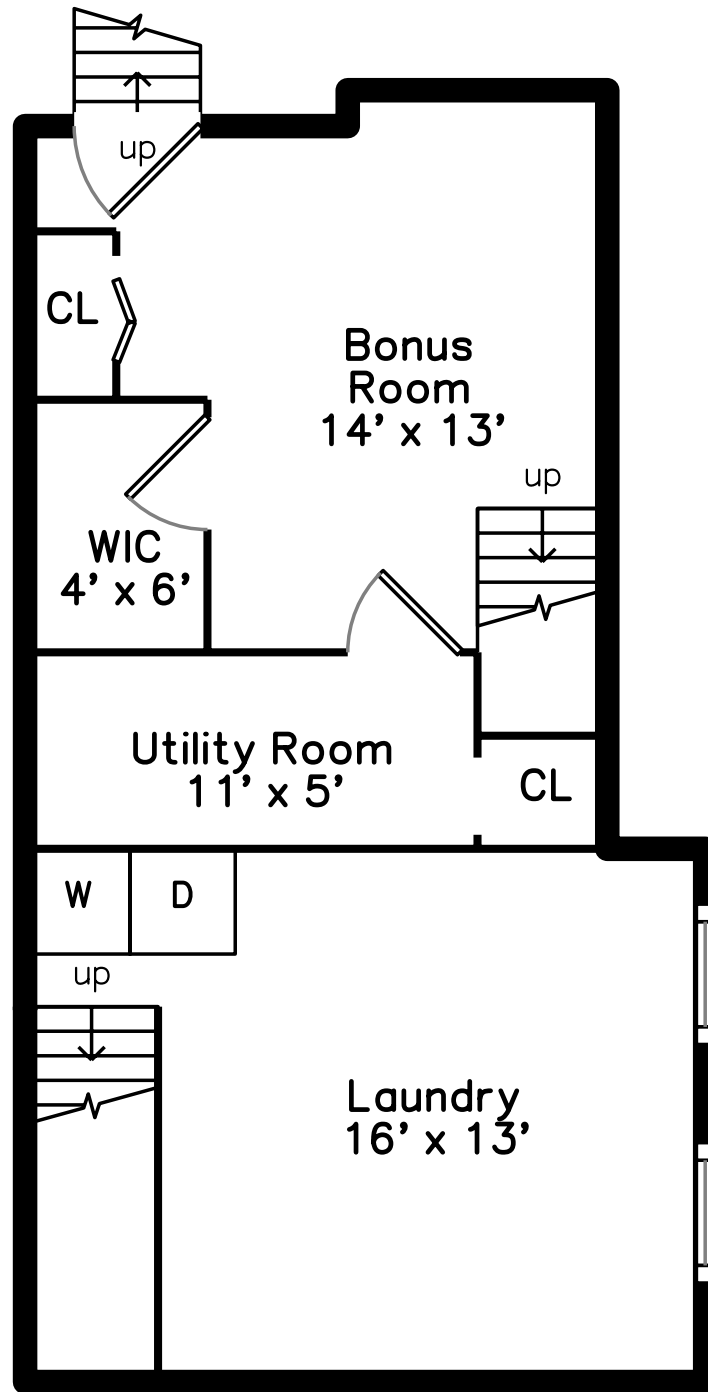 up
CL
Bonus
Room
14' x 13'
up
WIC
4' x 6'
Utility Room
11' x 5'
CL
W
D
up
Laundry
16' x 13'